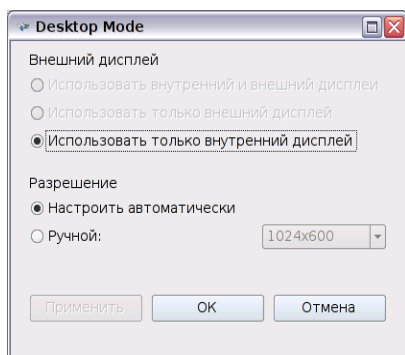 Desktop Mode
Внешний дисплей
Использовать внутренний и внешний дисплеи
Использовать только внешний дисплей
Использовать только внутренний дисплей
Разрешение
Настроить автоматически
Ручной: 1024x600
Применить OK Отмена